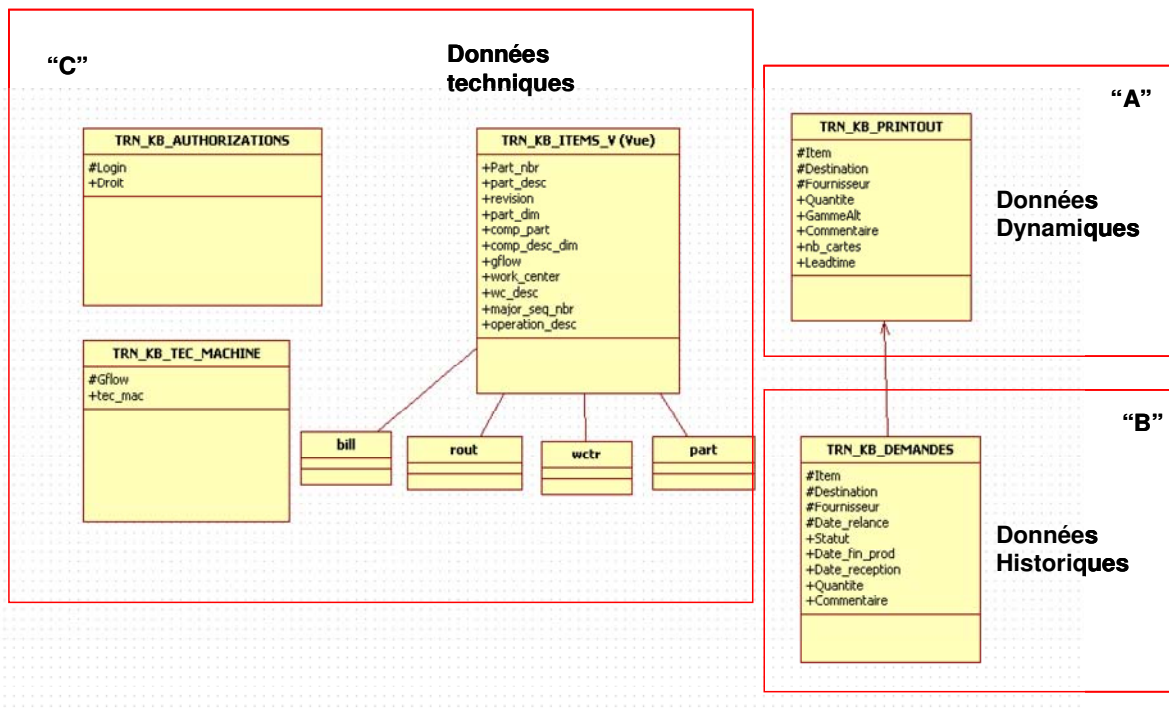 “C”
Données
techniques
TRN_KB_AUTHORIZATIONS
#Login
+Droit
TRN_KB_ITEMS_V (Vue)
+Part_nbr
+part_desc
+revision
+part_dim
+comp_part
+comp_desc_dim
+gflow
+work_center
+wc_desc
+major_seq_nbr
+operation_desc
TRN_KB_TEC_MACHINE
#Gflow
+tec_mac
bill
rout
wctr
part
“A”
TRN_KB_PRINTOUT
#Item
#Destination
#Fournisseur
+Quantite
+GammeAlt
+Commentaire
+nb_cartes
+Leadtime
Données
Dynamiques
“B”
TRN_KB_DEMANDES
#Item
#Destination
#Fournisseur
#Date_relance
+Statut
+Date_fin_prod
+Date_reception
+Quantite
+Commentaire
Données
Historiques